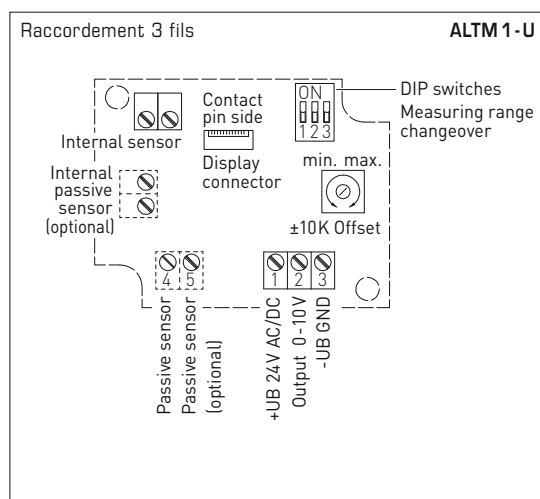 Raccordement 3 fils
ALTM 1 - U
ON
1 2 3
DIP switches
Measuring range
changeover
Contact
pin side
Internal sensor
Display
connector
min. max.
±10K Offset
Internal
passive
sensor
(optional)
4 5
1 2 3
Passive sensor
Passive sensor
(optional)
+UB 24V AC/DC
Output 0-10V
-UB GND